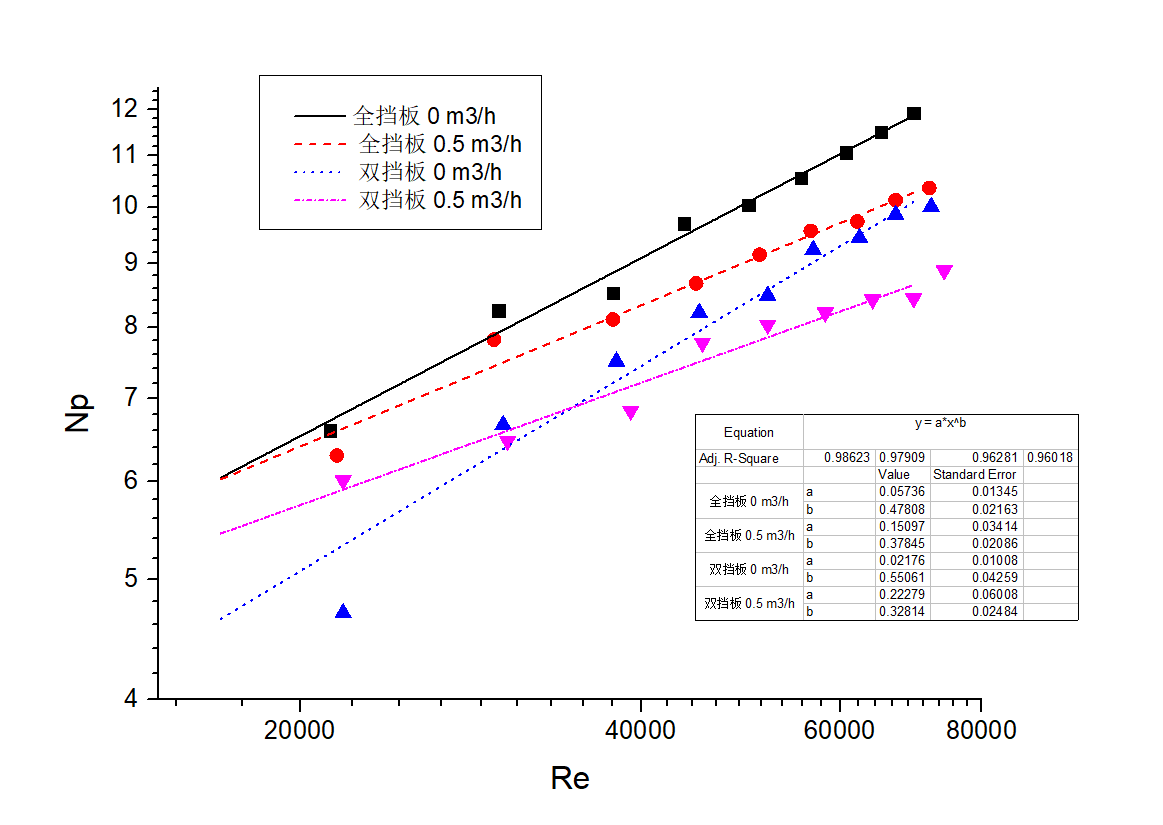 全挡板 0 m3/h
全挡板 0.5 m3/h
双挡板 0 m3/h
双挡板 0.5 m3/h
12
11
10
9
8
7
6
5
4
Np
20000
40000
60000
80000
Re
Equation y = a*x^b
Adj. R-Square 0.98623 0.97909 0.96281 0.96018
Value Standard Error
全挡板 0 m3/h a 0.05736 0.01345
b 0.47808 0.02163
全挡板 0.5 m3/h a 0.15097 0.03414
b 0.37845 0.02086
双挡板 0 m3/h a 0.02176 0.01008
b 0.55061 0.04259
双挡板 0.5 m3/h a 0.22279 0.06008
b 0.32814 0.02484